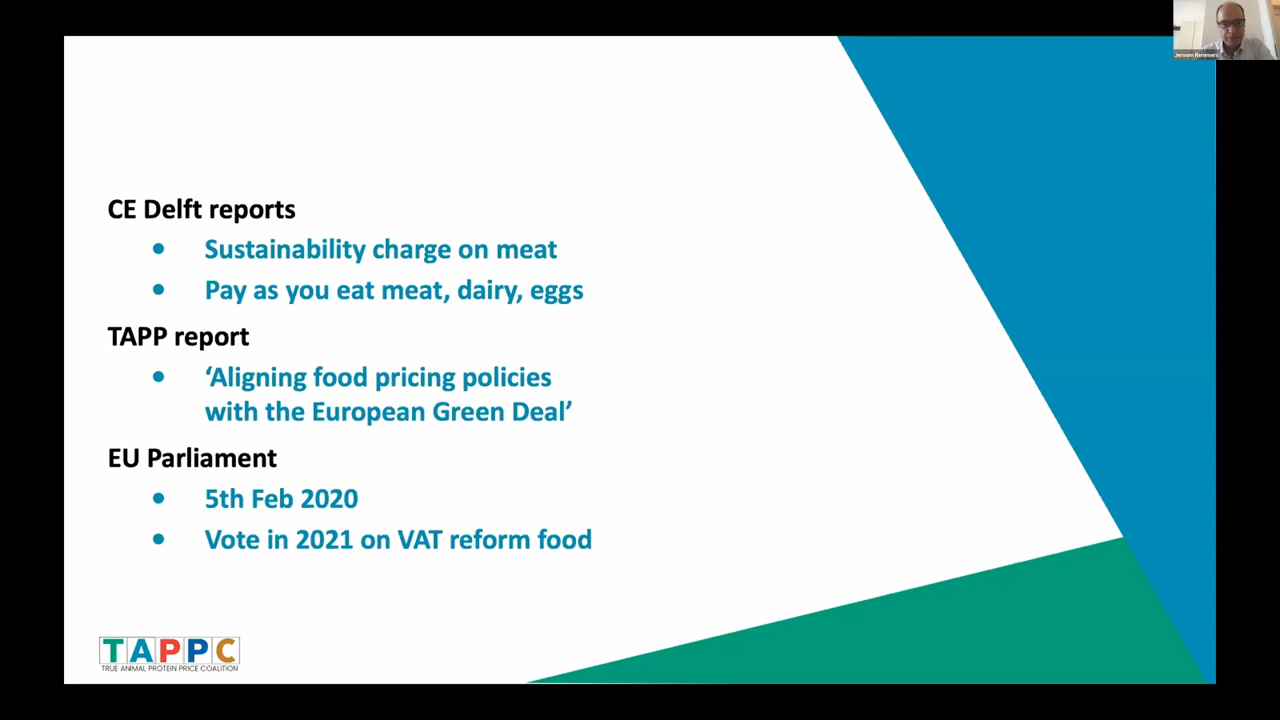 Jeroom Remmers
CE Delft reports
• Sustainability charge on meat
• Pay as you eat meat, dairy, eggs
TAPP report
• ‘Aligning food pricing policies
with the European Green Deal’
EU Parliament
• 5th Feb 2020
• Vote in 2021 on VAT reform food
TAPPC
TRUE ANIMAL PROTEIN PRICE COALITION